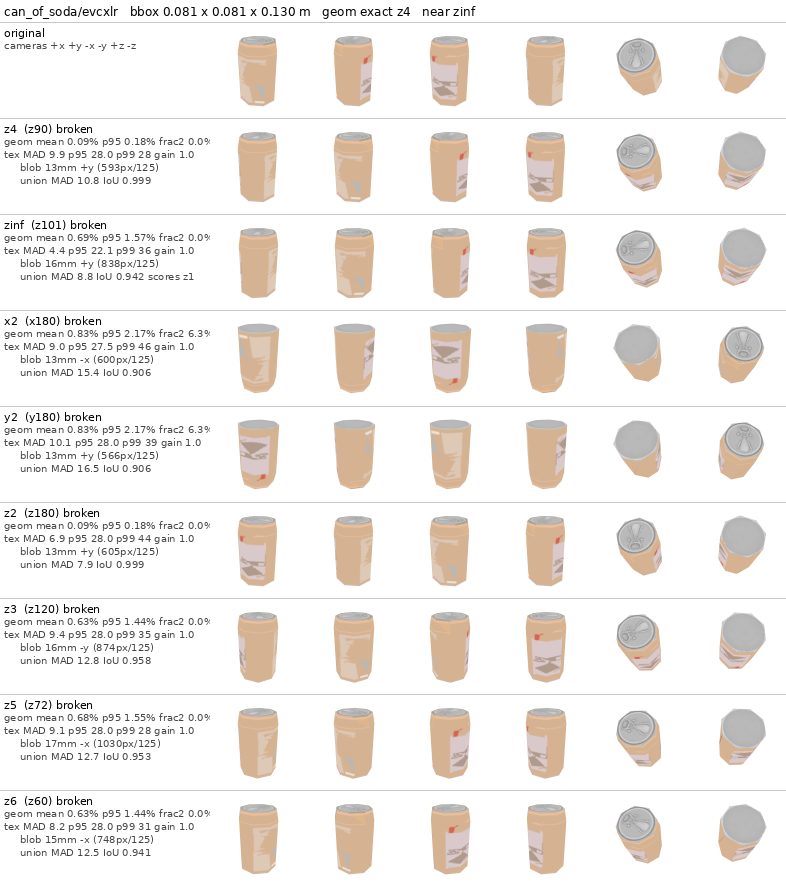 can_of_soda/evcxlr   bbox 0.081 x 0.081 x 0.130 m   geom exact z4   near zinf
original
cameras +x +y -x -y +z -z
z4  (z90) broken
geom mean 0.09% p95 0.18% frac2 0.0%
tex MAD 9.9 p95 28.0 p99 28 gain 1.0
blob 13mm +y (593px/125)
union MAD 10.8 IoU 0.999
zinf  (z101) broken
geom mean 0.69% p95 1.57% frac2 0.0%
tex MAD 4.4 p95 22.1 p99 36 gain 1.0
blob 16mm +y (838px/125)
union MAD 8.8 IoU 0.942 scores z1
x2  (x180) broken
geom mean 0.83% p95 2.17% frac2 6.3%
tex MAD 9.0 p95 27.5 p99 46 gain 1.0
blob 13mm -x (600px/125)
union MAD 15.4 IoU 0.906
y2  (y180) broken
geom mean 0.83% p95 2.17% frac2 6.3%
tex MAD 10.1 p95 28.0 p99 39 gain 1.0
blob 13mm +y (566px/125)
union MAD 16.5 IoU 0.906
z2  (z180) broken
geom mean 0.09% p95 0.18% frac2 0.0%
tex MAD 6.9 p95 28.0 p99 44 gain 1.0
blob 13mm +y (605px/125)
union MAD 7.9 IoU 0.999
z3  (z120) broken
geom mean 0.63% p95 1.44% frac2 0.0%
tex MAD 9.4 p95 28.0 p99 35 gain 1.0
blob 16mm -y (874px/125)
union MAD 12.8 IoU 0.958
z5  (z72) broken
geom mean 0.68% p95 1.55% frac2 0.0%
tex MAD 9.1 p95 28.0 p99 28 gain 1.0
blob 17mm -x (1030px/125)
union MAD 12.7 IoU 0.953
z6  (z60) broken
geom mean 0.63% p95 1.44% frac2 0.0%
tex MAD 8.2 p95 28.0 p99 31 gain 1.0
blob 15mm -x (748px/125)
union MAD 12.5 IoU 0.941